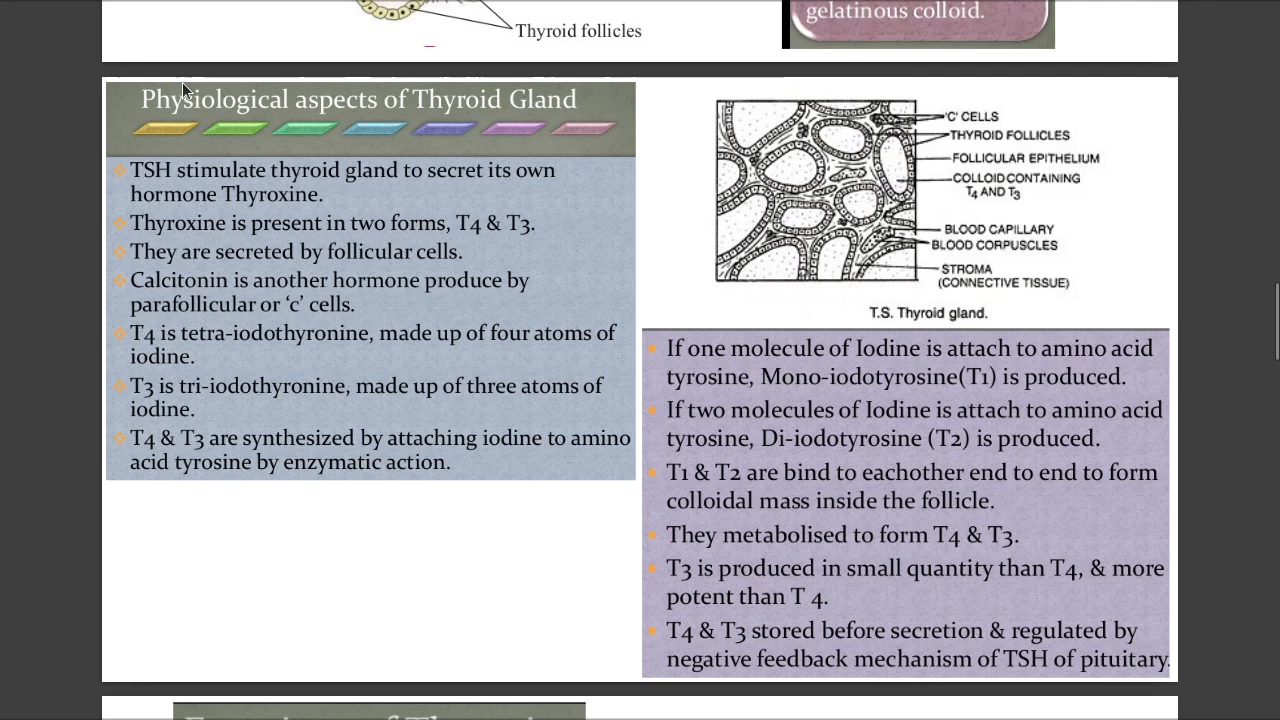 Thyroid follicles
gelatinous colloid.
Physiological aspects of Thyroid Gland
TSH stimulate thyroid gland to secret its own
hormone Thyroxine.
Thyroxine is present in two forms, T4 & T3.
They are secreted by follicular cells.
Calcitonin is another hormone produce by
parafollicular or ‘c’ cells.
T4 is tetra-iodothyronine, made up of four atoms of
iodine.
T3 is tri-iodothyronine, made up of three atoms of
iodine.
T4 & T3 are synthesized by attaching iodine to amino
acid tyrosine by enzymatic action.
'C' CELLS
THYROID FOLLICLES
FOLLICULAR EPITHELIUM
COLLOID CONTAINING
T4 AND T3
BLOOD CAPILLARY
BLOOD CORPUSCLES
STROMA
(CONNECTIVE TISSUE)
T.S. Thyroid gland.
If one molecule of Iodine is attach to amino acid
tyrosine, Mono-iodotyrosine(T1) is produced.
If two molecules of Iodine is attach to amino acid
tyrosine, Di-iodotyrosine (T2) is produced.
T1 & T2 are bind to eachother end to end to form
colloidal mass inside the follicle.
They metabolised to form T4 & T3.
T3 is produced in small quantity than T4, & more
potent than T 4.
T4 & T3 stored before secretion & regulated by
negative feedback mechanism of TSH of pituitary.